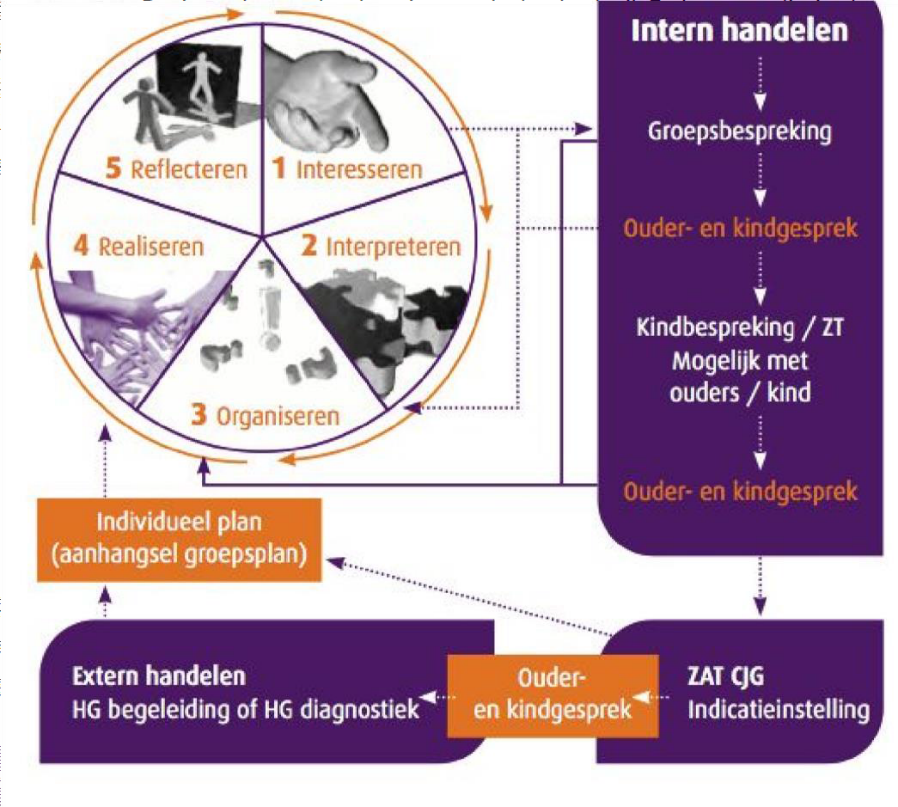 5 Reflecteren
1 Interesseren
4 Realiseren
2 Interpreteren
3 Organiseren
Intern handelen
Groepsbespreking
Ouder- en kindgesprek
Kindbespreking / ZT
Mogelijk met
ouders / kind
Ouder- en kindgesprek
Individueel plan
(aanhangsel groepsplan)
Extern handelen
HG begeleiding of HG diagnostiek
Ouder-
en kindgesprek
ZAT CJG
Indicatieinstelling